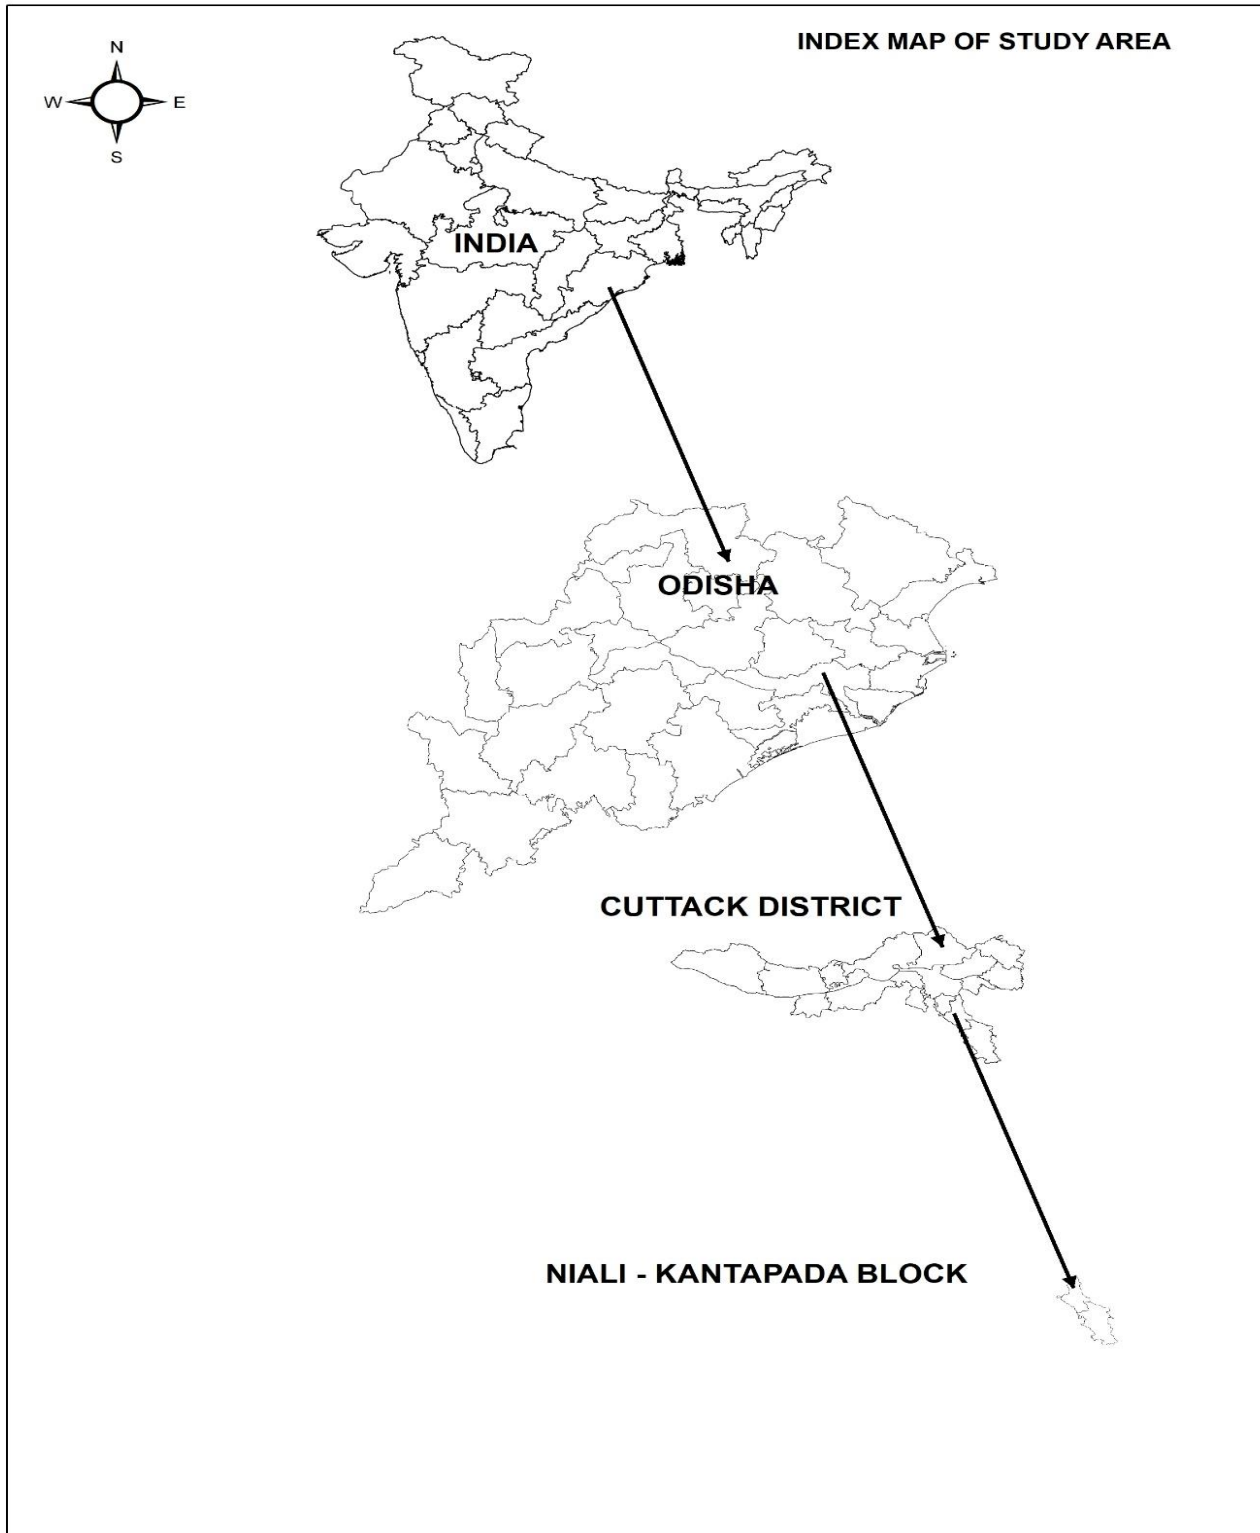 INDEX MAP OF STUDY AREA
N
W E
S
INDIA
ODISHA
CUTTACK DISTRICT
NIALI - KANTAPADA BLOCK